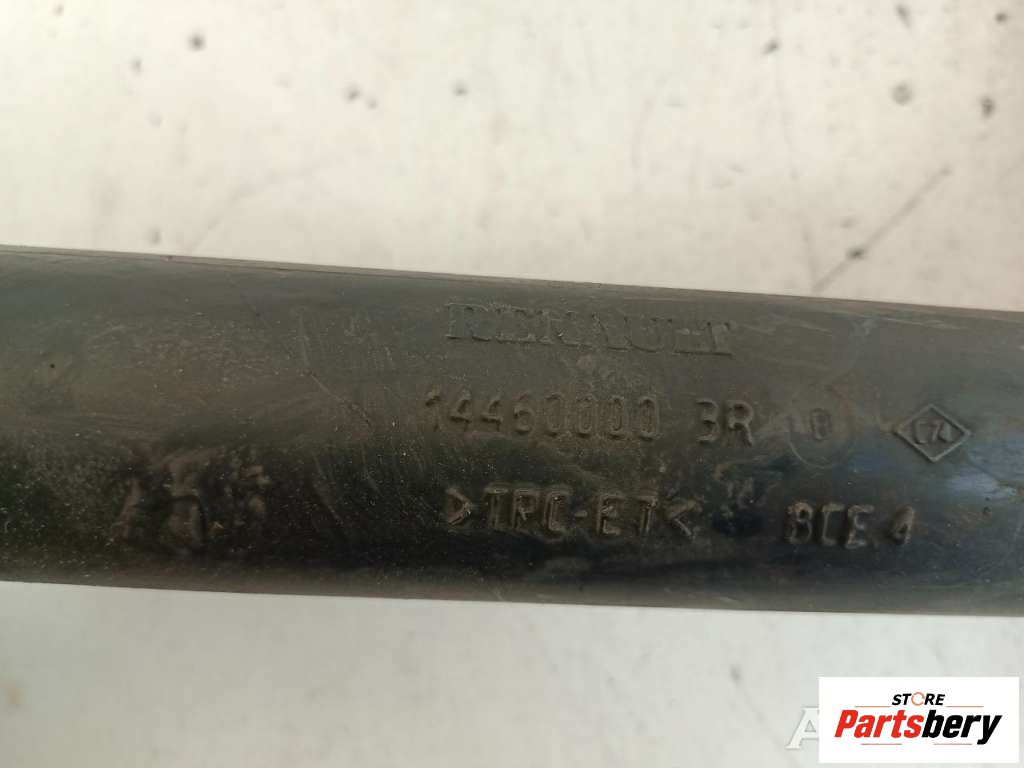 RENAULT
144600003R
>TPC-ET<
BCE 4
STORE
Partsbery